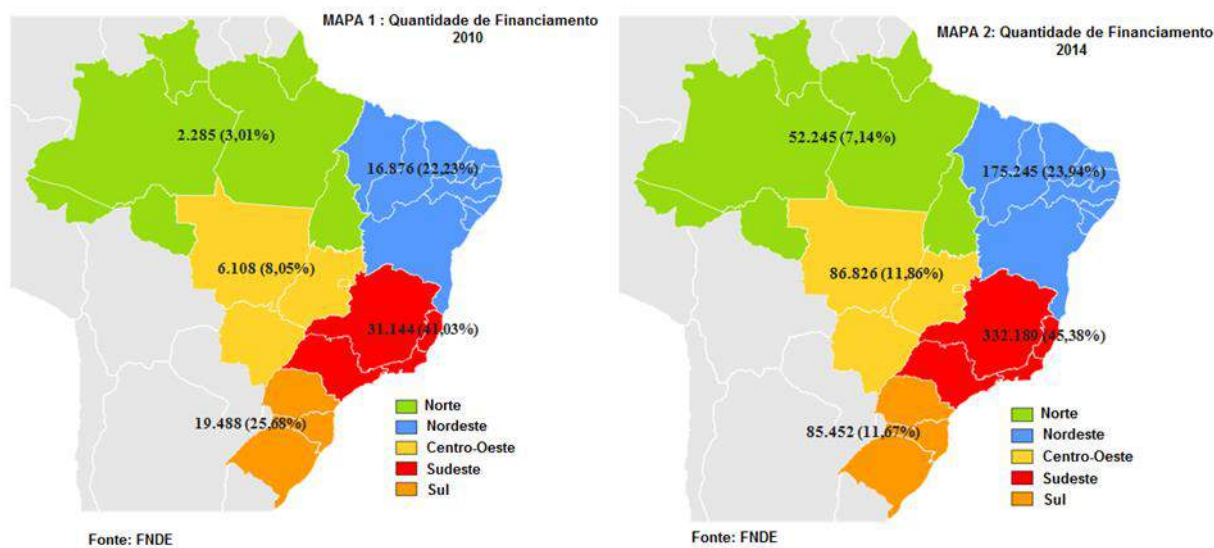 MAPA 1 : Quantidade de Financiamento
2010
2.285 (3,01%)
16.876 (22,23%)
6.108 (8,05%)
31.144 (41,03%)
19.488 (25,68%)
Norte
Nordeste
Centro-Oeste
Sudeste
Sul
Fonte: FNDE
MAPA 2: Quantidade de Financiamento
2014
52.245 (7,14%)
175.245 (23,94%)
86.826 (11,86%)
332.189 (45,38%)
85.452 (11,67%)
Norte
Nordeste
Centro-Oeste
Sudeste
Sul
Fonte: FNDE